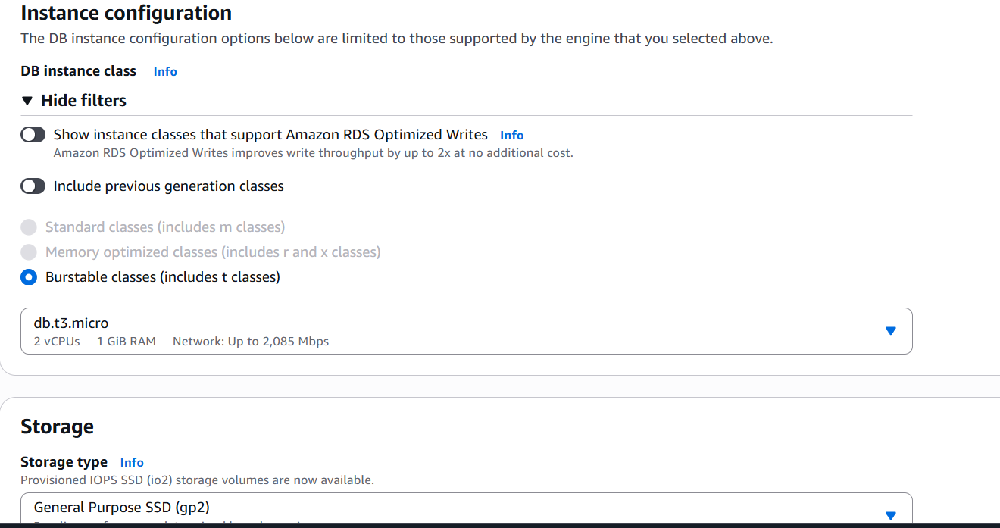 Instance configuration
The DB instance configuration options below are limited to those supported by the engine that you selected above.
DB instance class Info
Hide filters
Show instance classes that support Amazon RDS Optimized Writes Info
Amazon RDS Optimized Writes improves write throughput by up to 2x at no additional cost.
Include previous generation classes
Standard classes (includes m classes)
Memory optimized classes (includes r and x classes)
Burstable classes (includes t classes)
db.t3.micro
2 vCPUs 1 GiB RAM Network: Up to 2,085 Mbps
Storage
Storage type Info
Provisioned IOPS SSD (io2) storage volumes are now available.
General Purpose SSD (gp2)